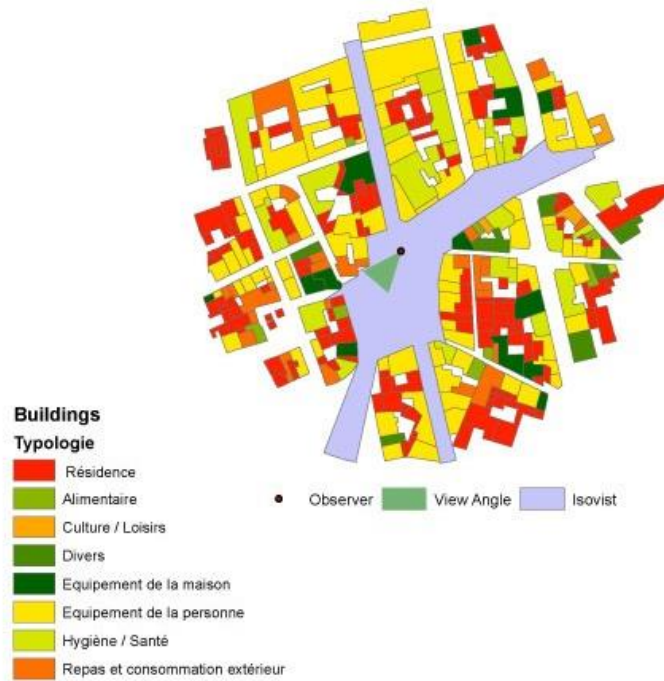 Buildings
Typologie
Résidence
Alimentaire
Culture / Loisirs
Divers
Equipement de la maison
Equipement de la personne
Hygiène / Santé
Repas et consommation extérieur
Observer
View Angle
Isovist